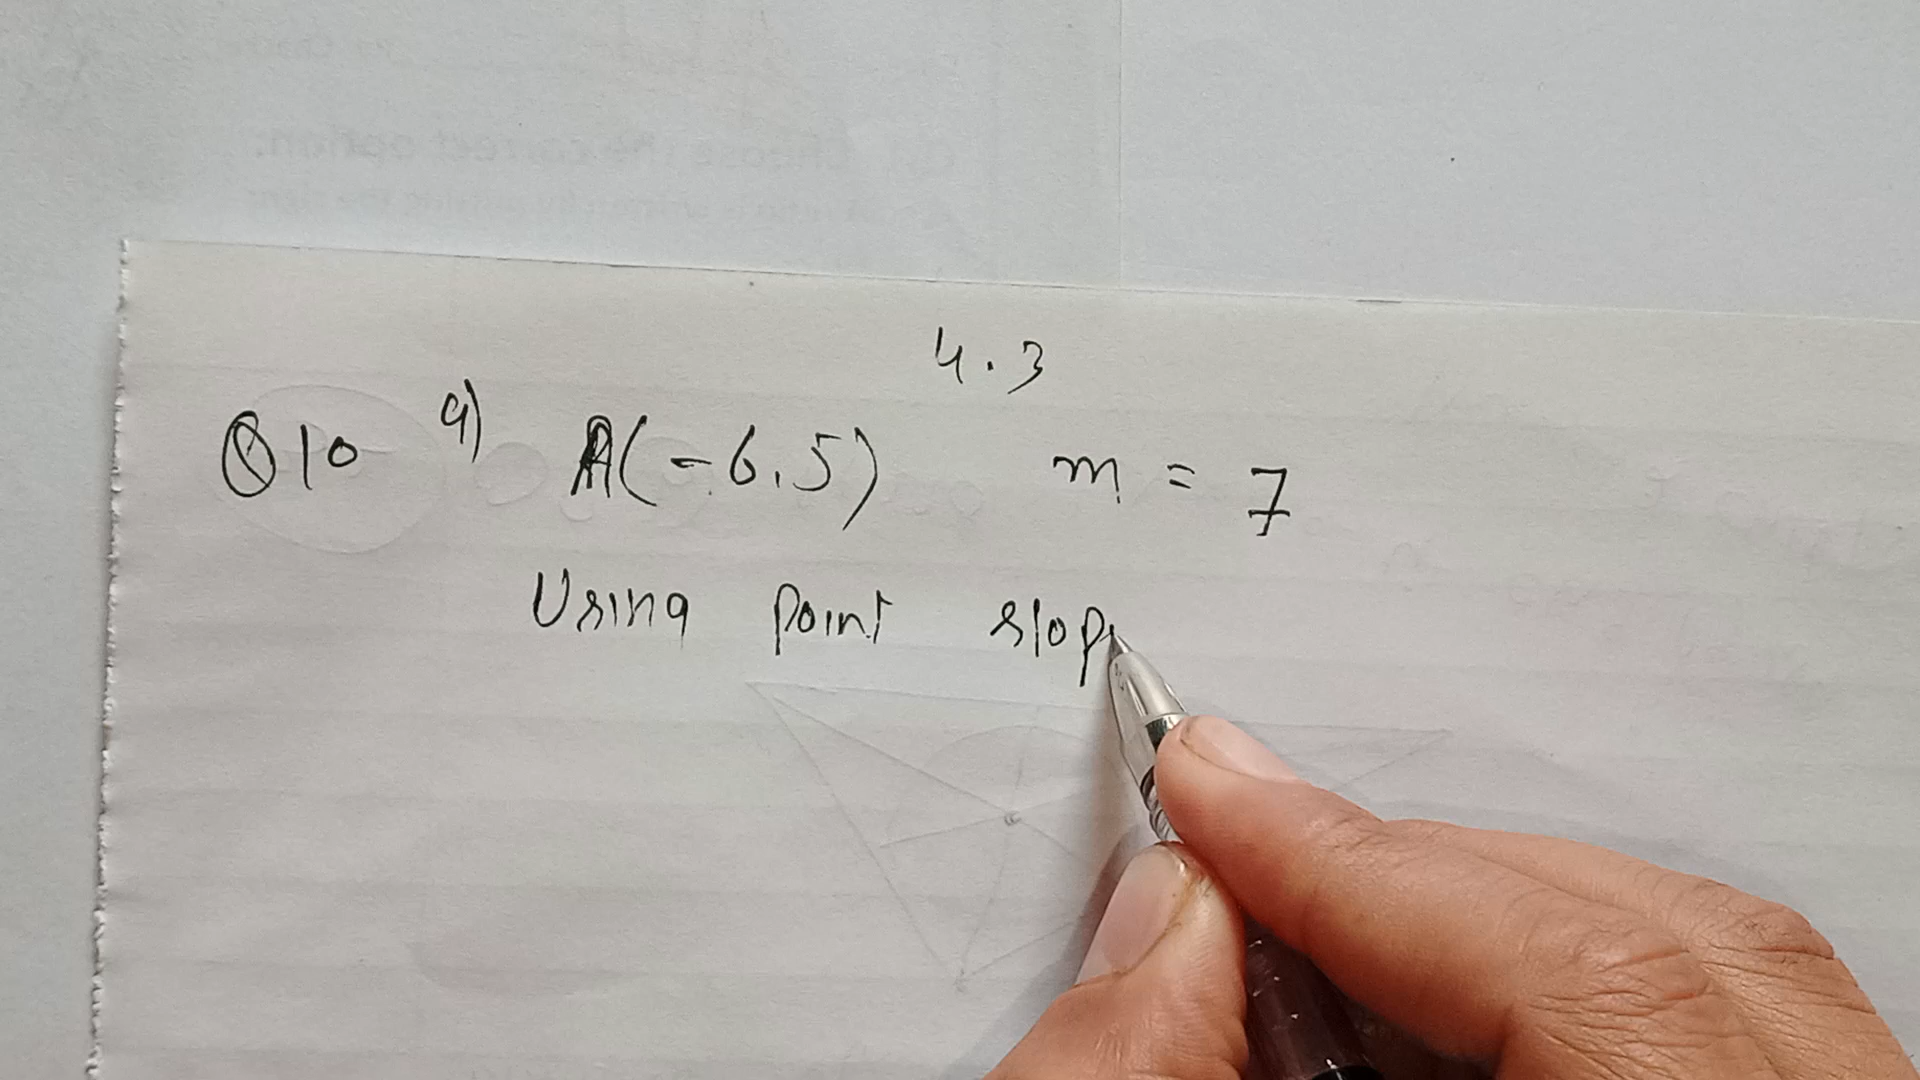 4.3
Q10 a) A(-6,5) m = 7
Using point slop